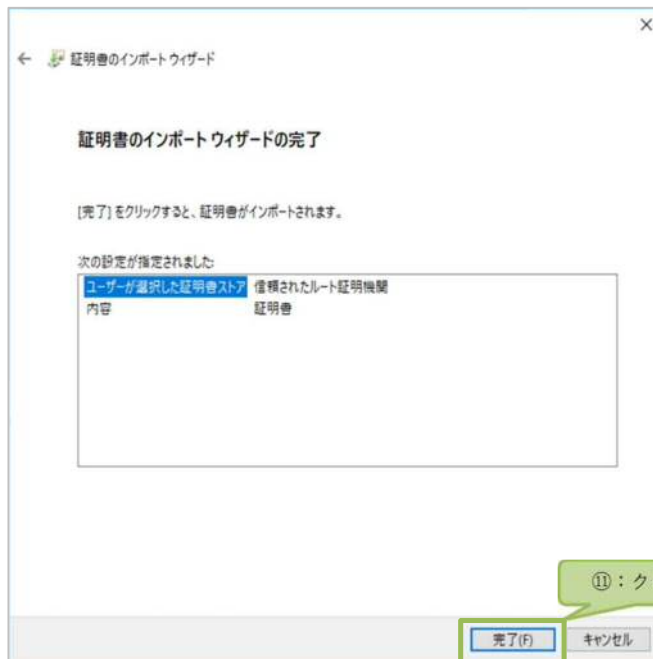 証明書のインポート ウィザード
証明書のインポート ウィザードの完了
[完了] をクリックすると、証明書がインポートされます。
次の設定が指定されました:
ユーザーが選択した証明書ストア 信頼されたルート証明機関
内容 証明書
⑪：ク
完了(F) キャンセル